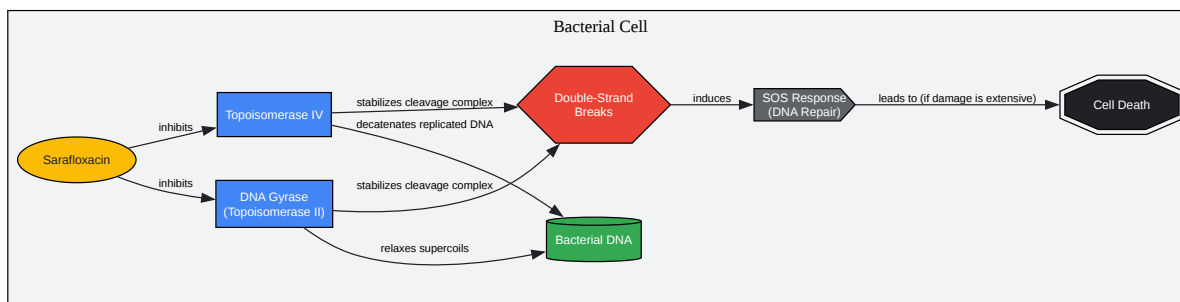 Bacterial Cell
Sarafloxacin
inhibits
inhibits
Topoisomerase IV
DNA Gyrase
(Topoisomerase II)
stabilizes cleavage complex
decatenates replicated DNA
stabilizes cleavage complex
relaxes supercoils
Double-Strand
Breaks
Bacterial DNA
induces
SOS Response
(DNA Repair)
leads to (if damage is extensive)
Cell Death